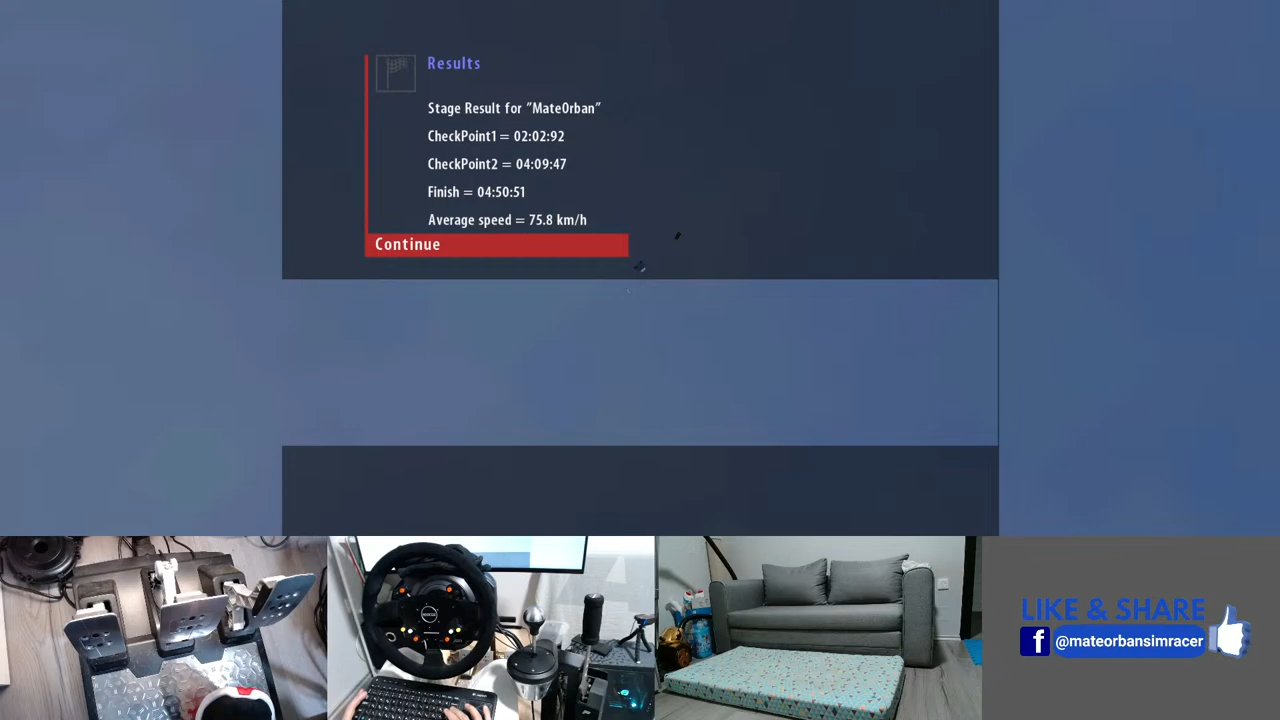 Results
Stage Result for "MateOrban"
CheckPoint1 = 02:02:92
CheckPoint2 = 04:09:47
Finish = 04:50:51
Average speed = 75.8 km/h
Continue
LIKE & SHARE
f @mateorbansimracer